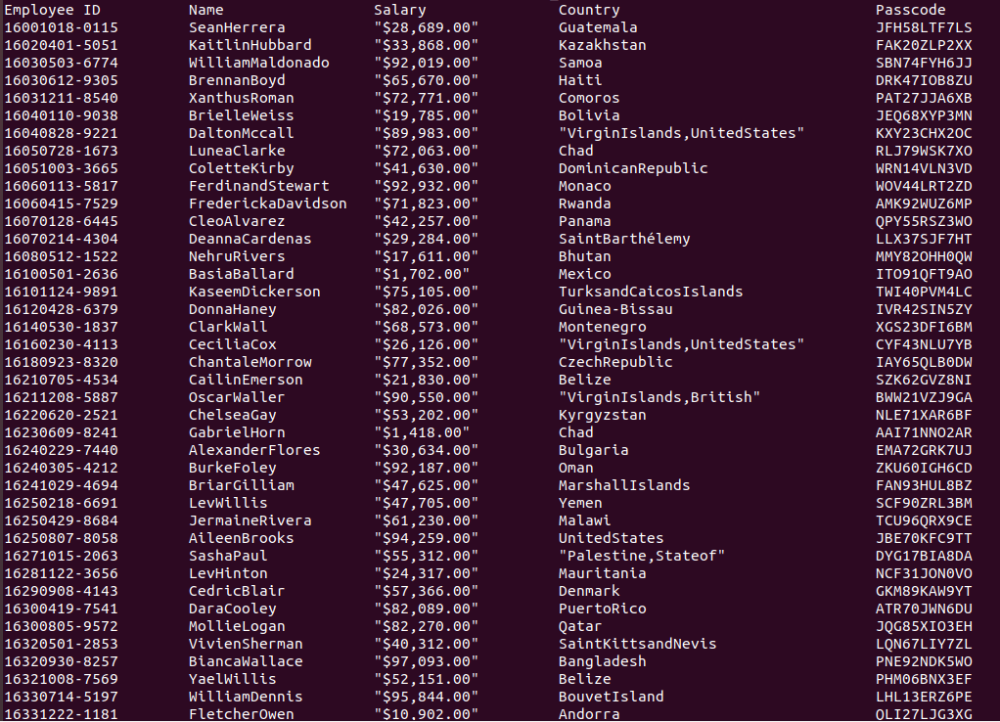 Employee ID Name Salary Country Passcode
16001018-0115 SeanHerrera "$28,689.00" Guatemala JFH58LTF7LS
16020401-5051 KaitlinHubbard "$33,868.00" Kazakhstan FAK20ZLP2XX
16030503-6774 WilliamMaldonado "$92,019.00" Samoa SBN74FYH6JJ
16030612-9305 BrennanBoyd "$65,670.00" Haiti DRK47IOB8ZU
16031211-8540 XanthusRoman "$72,771.00" Comoros PAT27JJA6XB
16040110-9038 BrielleWeiss "$19,785.00" Bolivia JEQ68XYP3MN
16040828-9221 DaltonMccall "$89,983.00" "VirginIslands,UnitedStates" KXY23CHX2OC
16050728-1673 LuneaClarke "$72,063.00" Chad RLJ79WSK7XO
16051003-3665 ColetteKirby "$41,630.00" DominicanRepublic WRN14VLN3VD
16060113-5817 FerdinandStewart "$92,932.00" Monaco WOV44LRT2ZD
16060415-7529 FrederickaDavidson "$71,823.00" Rwanda AMK92WUZ6MP
16070128-6445 CleoAlvarez "$42,257.00" Panama QPY55RSZ3WO
16070214-4304 DeannaCardenas "$29,284.00" SaintBarthélemy LLX37SJF7HT
16080512-1522 NehruRivers "$17,611.00" Bhutan MMY82OHH0QW
16100501-2636 BasiaBallard "$1,702.00" Mexico ITO91QFT9AO
16101124-9891 KaseemDickerson "$75,105.00" TurksandCaicosIslands TWI40PVM4LC
16120428-6379 DonnaHaney "$82,026.00" Guinea-Bissau IVR42SIN5ZY
16140530-1837 ClarkWall "$68,573.00" Montenegro XGS23DFI6BM
16160230-4113 CeciliaCox "$26,126.00" "VirginIslands,UnitedStates" CYF43NLU7YB
16180923-8320 ChantaleMorrow "$77,352.00" CzechRepublic IAY65QLB0DW
16210705-4534 CailinEmerson "$21,830.00" Belize SZK62GVZ8NI
16211208-5887 OscarWaller "$90,550.00" "VirginIslands,British" BWW21VZJ9GA
16220620-2521 ChelseaGay "$53,202.00" Kyrgyzstan NLE71XAR6BF
16230609-8241 GabrielHorn "$1,418.00" Chad AAI71NNO2AR
16240229-7440 AlexanderFlores "$30,634.00" Bulgaria EMA72GRK7UJ
16240305-4212 BurkeFoley "$92,187.00" Oman ZKU60IGH6CD
16241029-4694 BriarGilliam "$47,625.00" MarshallIslands FAN93HUL8BZ
16250218-6691 LevWillis "$47,705.00" Yemen SCF90ZRL3BM
16250429-8684 JermaineRivera "$61,230.00" Malawi TCU96QRX9CE
16250807-8058 AileenBrooks "$94,259.00" UnitedStates JBE70KFC9TT
16271015-2063 SashaPaul "$55,312.00" "Palestine,Stateof" DYG17BIA8DA
16281122-3656 LevHinton "$24,317.00" Mauritania NCF31JON0VO
16290908-4143 CedricBlair "$57,366.00" Denmark GKM89KAW9YT
16300419-7541 DaraCooley "$82,089.00" PuertoRico ATR70JWN6DU
16300805-9572 MollieLogan "$82,270.00" Qatar JQG85XIO3EH
16320501-2853 VivienSherman "$40,312.00" SaintKittsandNevis LQN67LIY7ZL
16320930-8257 BiancaWallace "$97,093.00" Bangladesh PNE92NDK5WO
16321008-7569 YaelWillis "$52,151.00" Belize PHM06BNX3EF
16330714-5197 WilliamDennis "$95,844.00" BouvetIsland LHL13ERZ6PE
16331222-1181 FletcherOwen "$10,902.00" Andorra QLI27LJG3XG